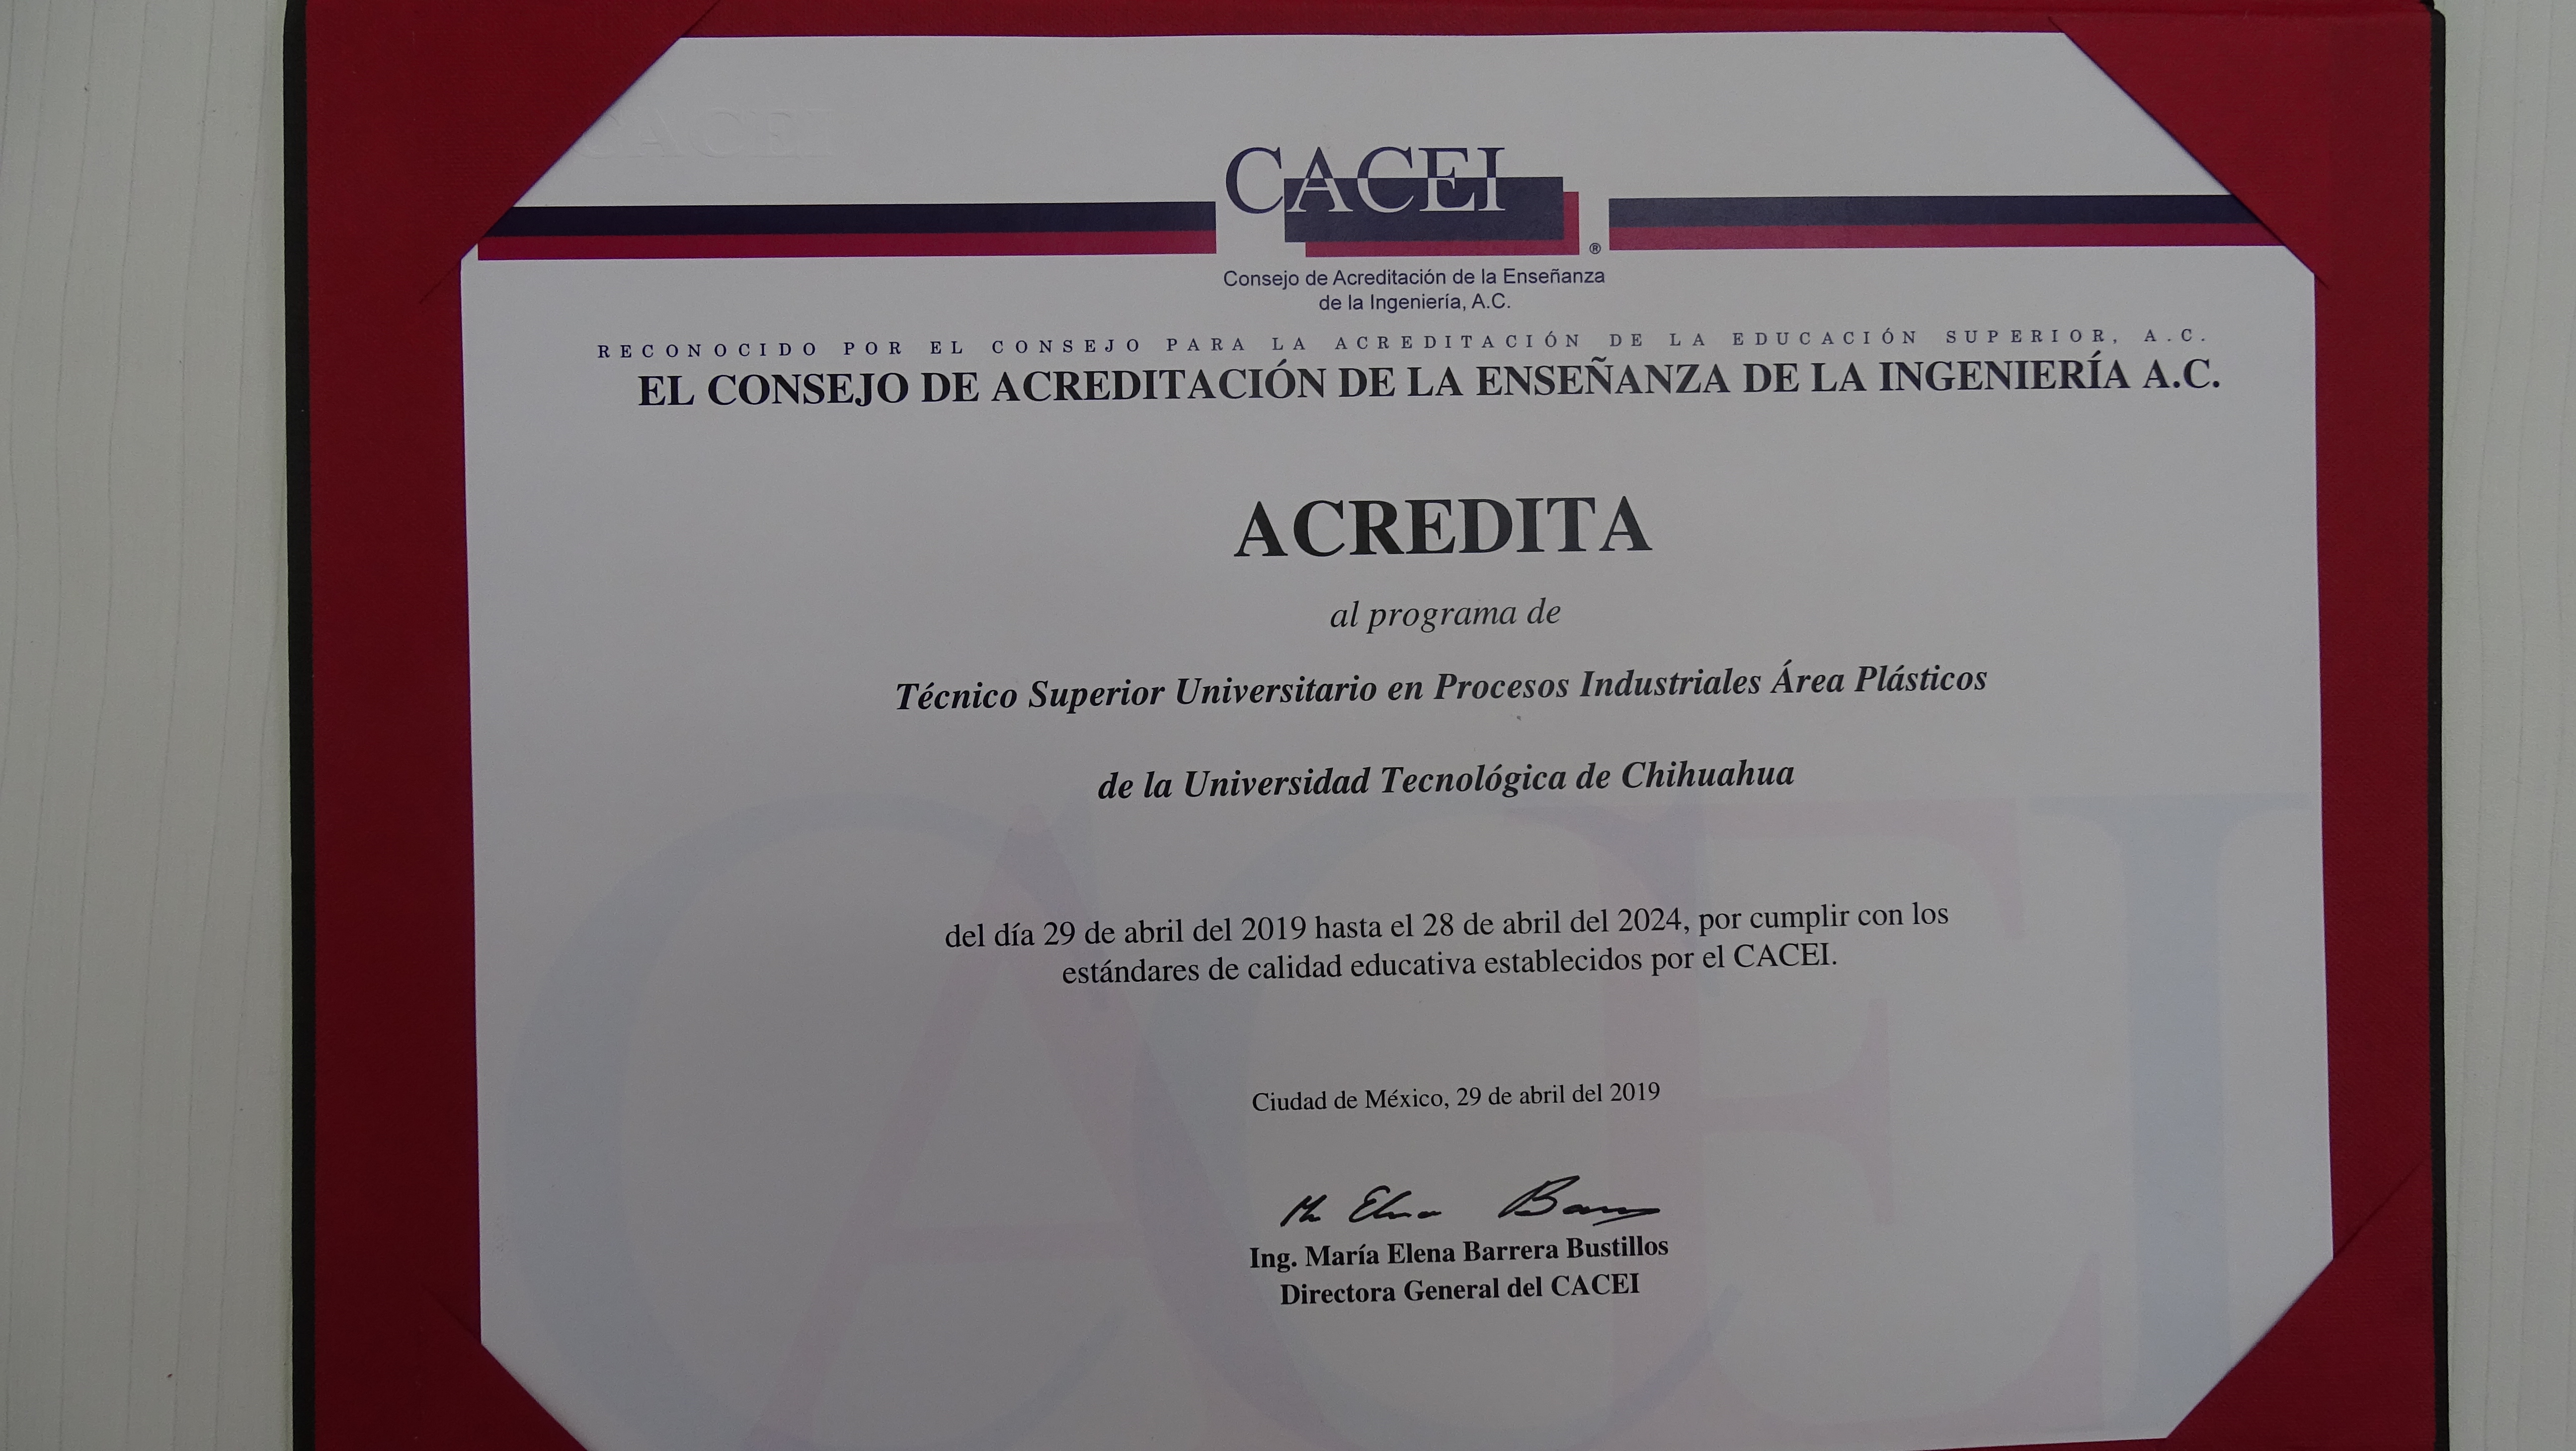 CACEI
CACEI
®
Consejo de Acreditación de la Enseñanza
de la Ingeniería, A.C.
RECONOCIDO POR EL CONSEJO PARA LA ACREDITACIÓN DE LA EDUCACIÓN SUPERIOR, A.C.
EL CONSEJO DE ACREDITACIÓN DE LA ENSEÑANZA DE LA INGENIERÍA A.C.
ACREDITA
al programa de
Técnico Superior Universitario en Procesos Industriales Área Plásticos
de la Universidad Tecnológica de Chihuahua
del día 29 de abril del 2019 hasta el 28 de abril del 2024, por cumplir con los
estándares de calidad educativa establecidos por el CACEI.
Ciudad de México, 29 de abril del 2019
Ing. María Elena Barrera Bustillos
Directora General del CACEI
CACEI